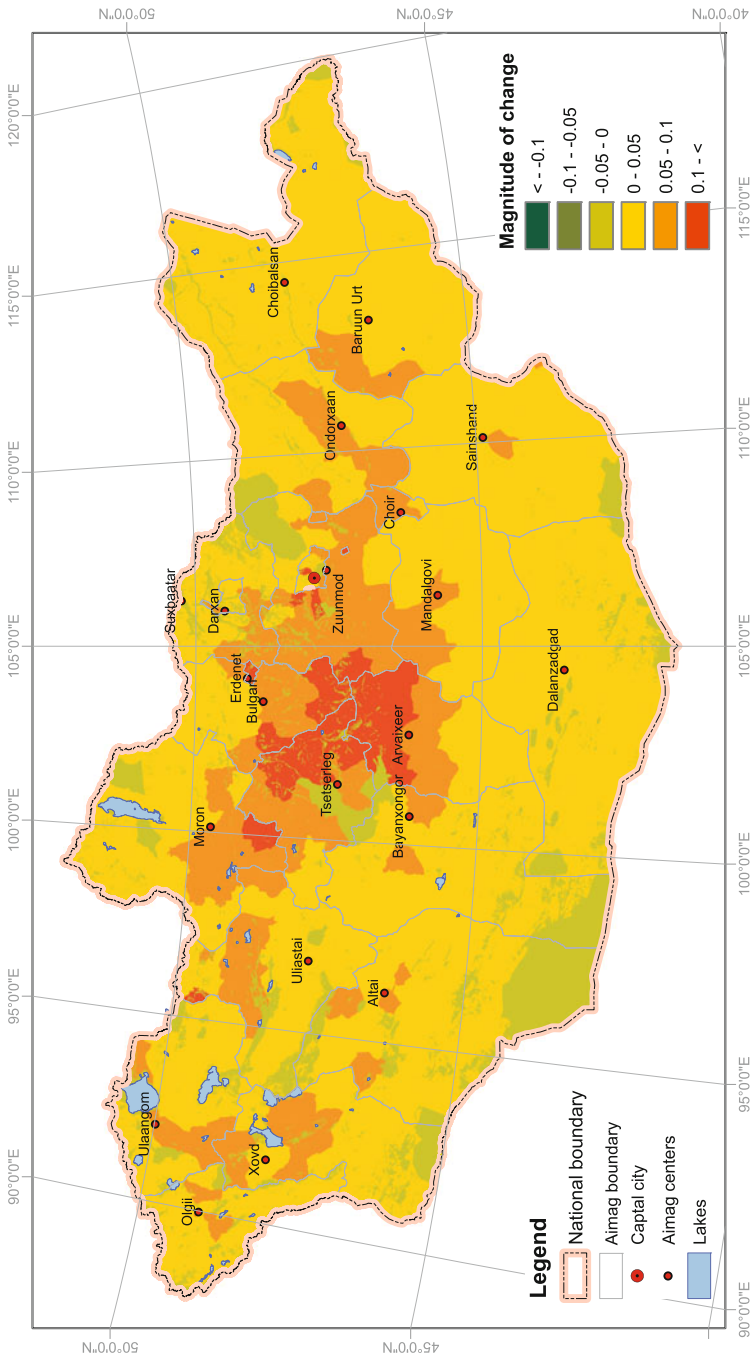 90°0'0"E
95°0'0"E
100°0'0"E
105°0'0"E
110°0'0"E
115°0'0"E
120°0'0"E
50°0'0"N
50°0'0"N
45°0'0"N
45°0'0"N
40°0'0"N
90°0'0"E
95°0'0"E
100°0'0"E
105°0'0"E
110°0'0"E
115°0'0"E
Olgii
Ulaangom
Xovd
Uliastai
Altai
Moron
Tsetserleg
Bayanxongor
Arvaixeer
Bulgan
Erdenet
Darxan
Suxbaatar
Zuunmod
Mandalgovi
Dalanzadgad
Choir
Ondorxaan
Sainshand
Baruun Urt
Choibalsan
Legend
National boundary
Aimag boundary
Captal city
Aimag centers
Lakes
Magnitude of change
< - -0.1
-0.1 - -0.05
-0.05 - 0
0 - 0.05
0.05 - 0.1
0.1 - <